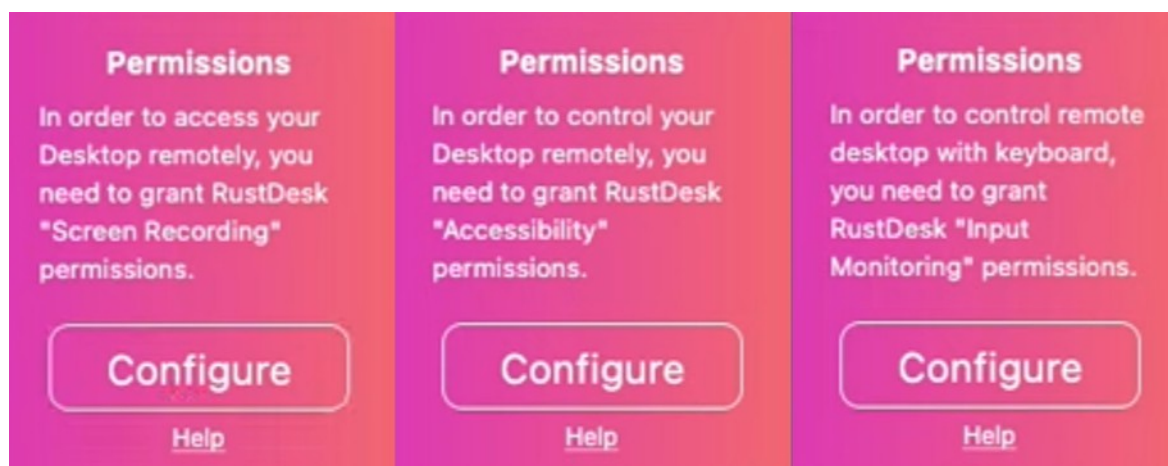 Permissions
In order to access your
Desktop remotely, you
need to grant RustDesk
"Screen Recording"
permissions.
Configure
Help
Permissions
In order to control your
Desktop remotely, you
need to grant RustDesk
"Accessibility"
permissions.
Configure
Help
Permissions
In order to control remote
desktop with keyboard,
you need to grant
RustDesk "Input
Monitoring" permissions.
Configure
Help